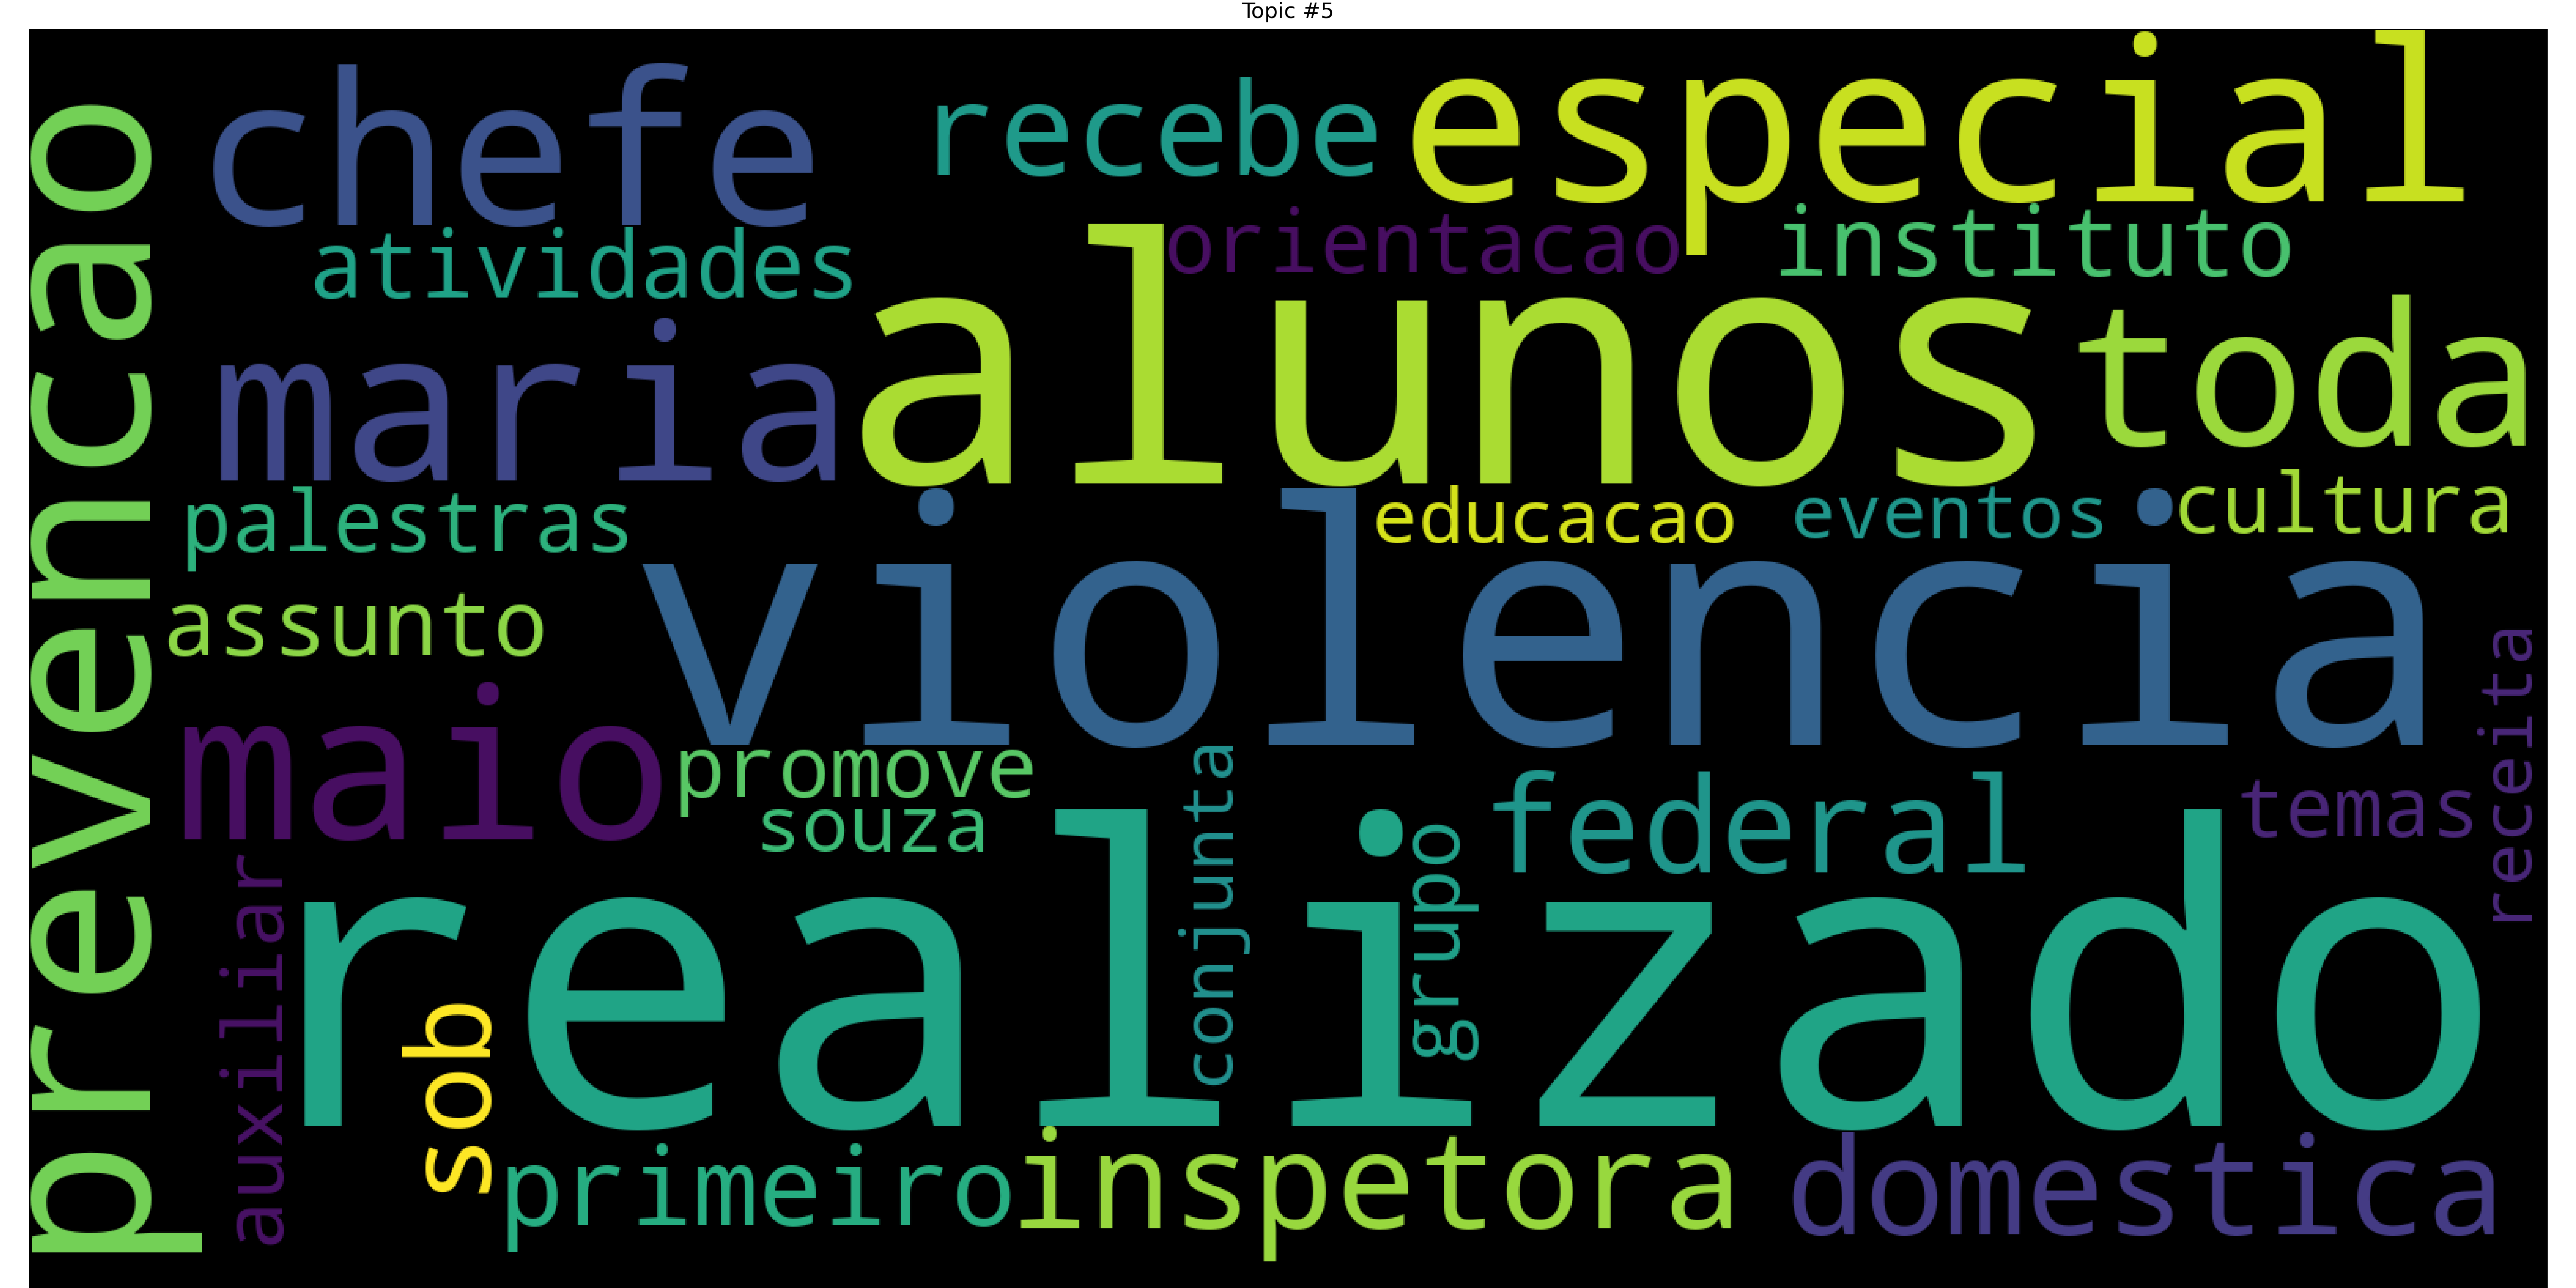 Topic #5
prevencao
chefe
recebe
especial
atividades
orientacao
instituto
maria
alunos
toda
palestras
educacao
eventos
cultura
assunto
violencia
receita
maio
promove
souza
conjunta
grupo
federal
temas
auxiliar
sob
realizado
primeiro
inspetora
domestica